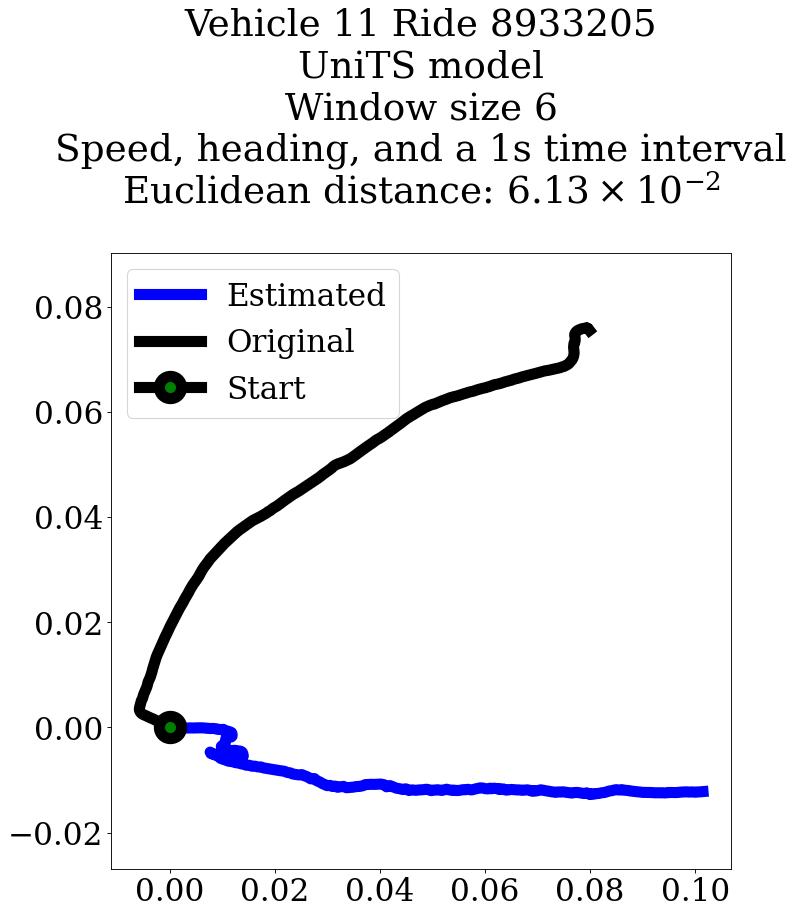 Vehicle 11 Ride 8933205
UniTS model
Window size 6
Speed, heading, and a 1s time interval
Euclidean distance: 6.13 × 10⁻²
Estimated
Original
Start
0.08
0.06
0.04
0.02
0.00
−0.02
0.00 0.02 0.04 0.06 0.08 0.10